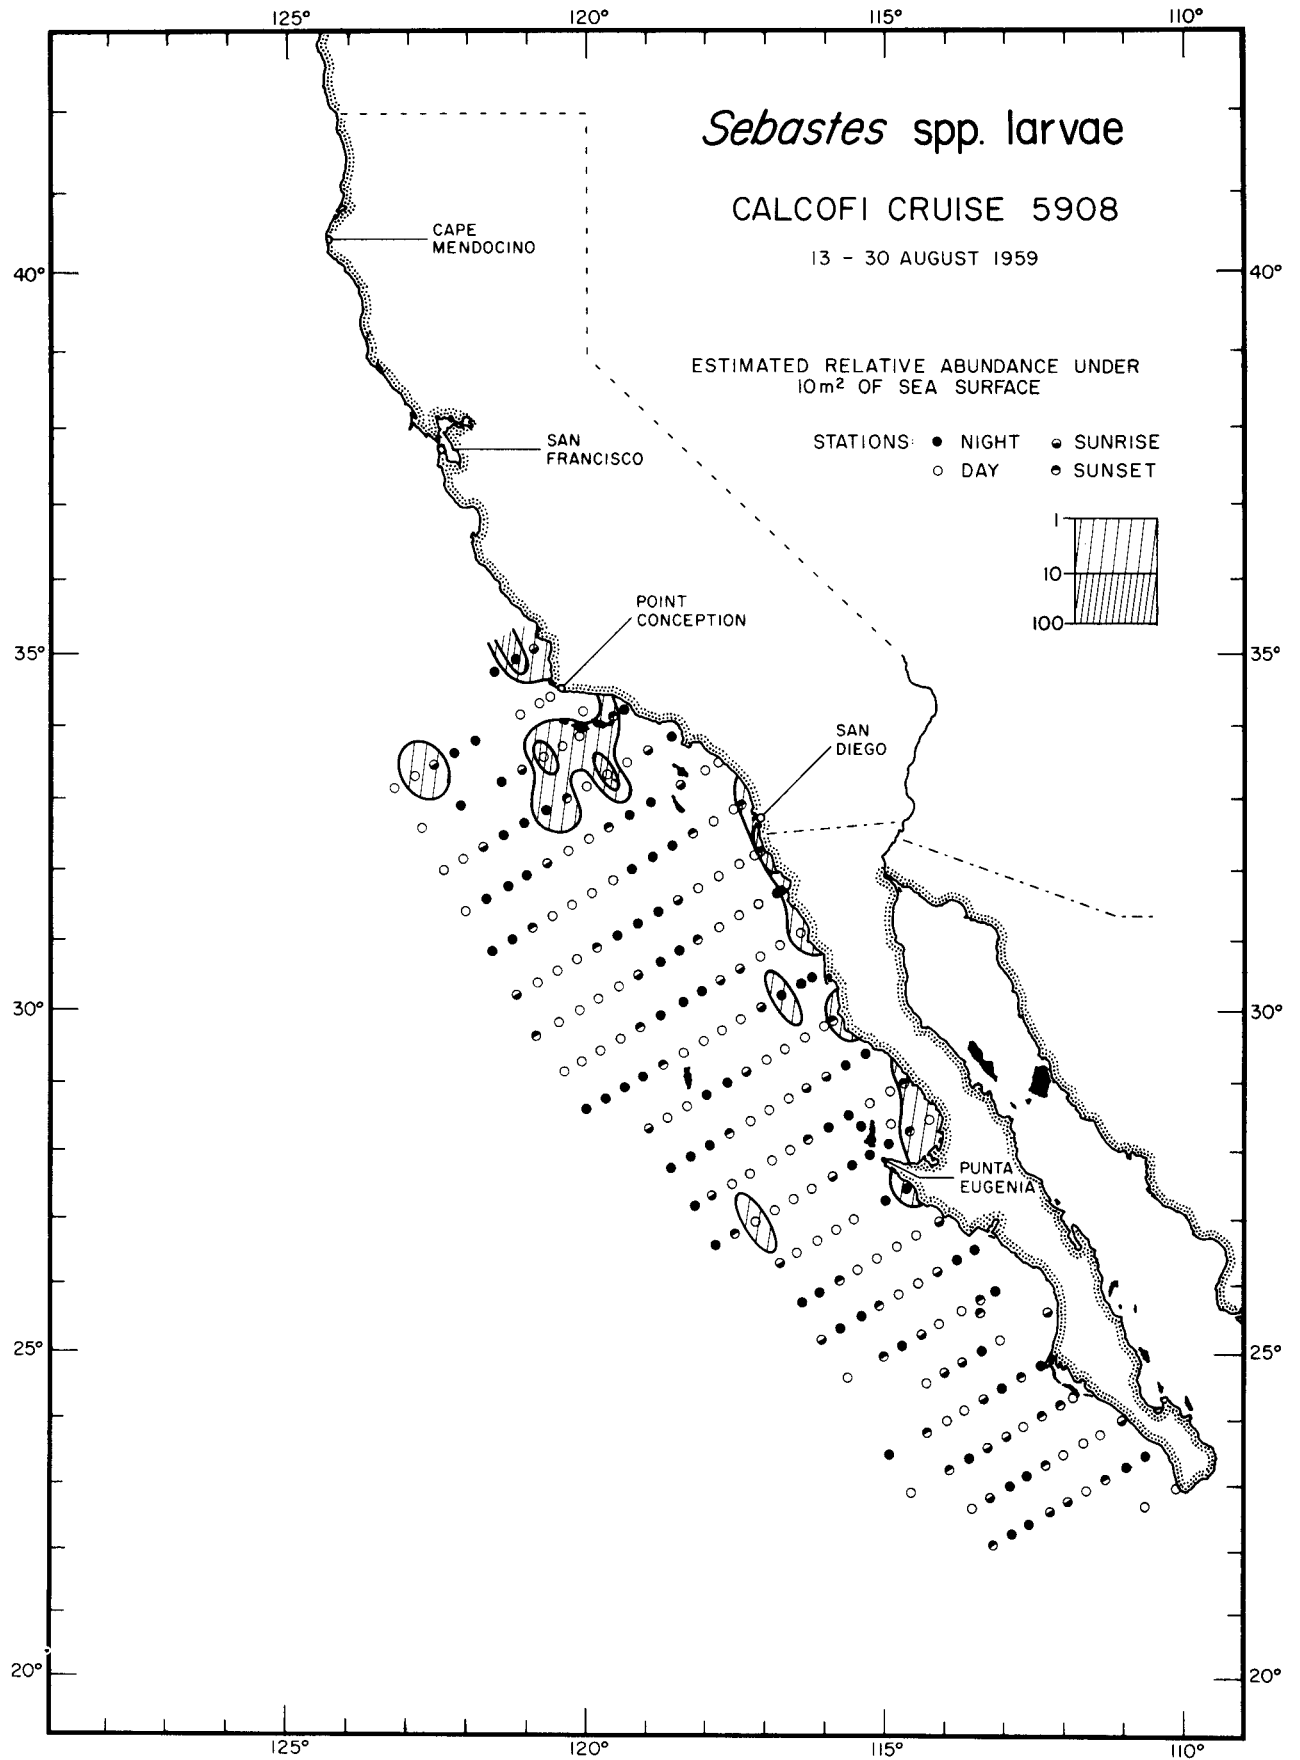 125° 120° 115° 110°
Sebastes spp. larvae
CALCOFI CRUISE 5908
13 - 30 AUGUST 1959
CAPE
MENDOCINO
40° 40°
ESTIMATED RELATIVE ABUNDANCE UNDER
10m² OF SEA SURFACE
STATIONS: NIGHT SUNRISE
DAY SUNSET
SAN
FRANCISCO
1
10
100
POINT
CONCEPTION
35° 35°
SAN
DIEGO
30° 30°
PUNTA
EUGENIA
25° 25°
20° 20°
125° 120° 115° 110°